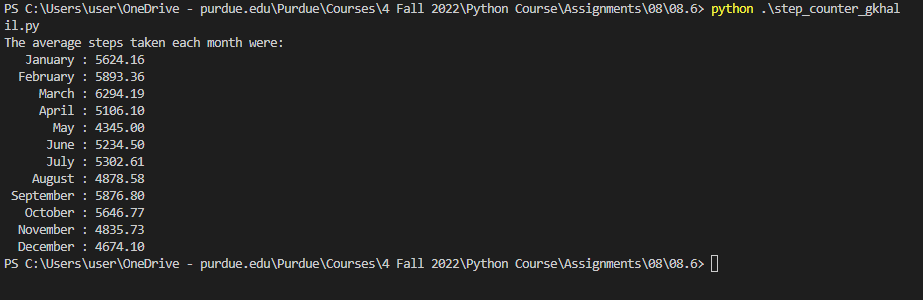 PS C:\Users\user\OneDrive - purdue.edu\Purdue\Courses\4 Fall 2022\Python Course\Assignments\08\08.6> python .\step_counter_gkhal
il.py
The average steps taken each month were:
   January : 5624.16
  February : 5893.36
     March : 6294.19
     April : 5106.10
       May : 4345.00
      June : 5234.50
      July : 5302.61
    August : 4878.58
 September : 5876.80
   October : 5646.77
  November : 4835.73
  December : 4674.10
PS C:\Users\user\OneDrive - purdue.edu\Purdue\Courses\4 Fall 2022\Python Course\Assignments\08\08.6>